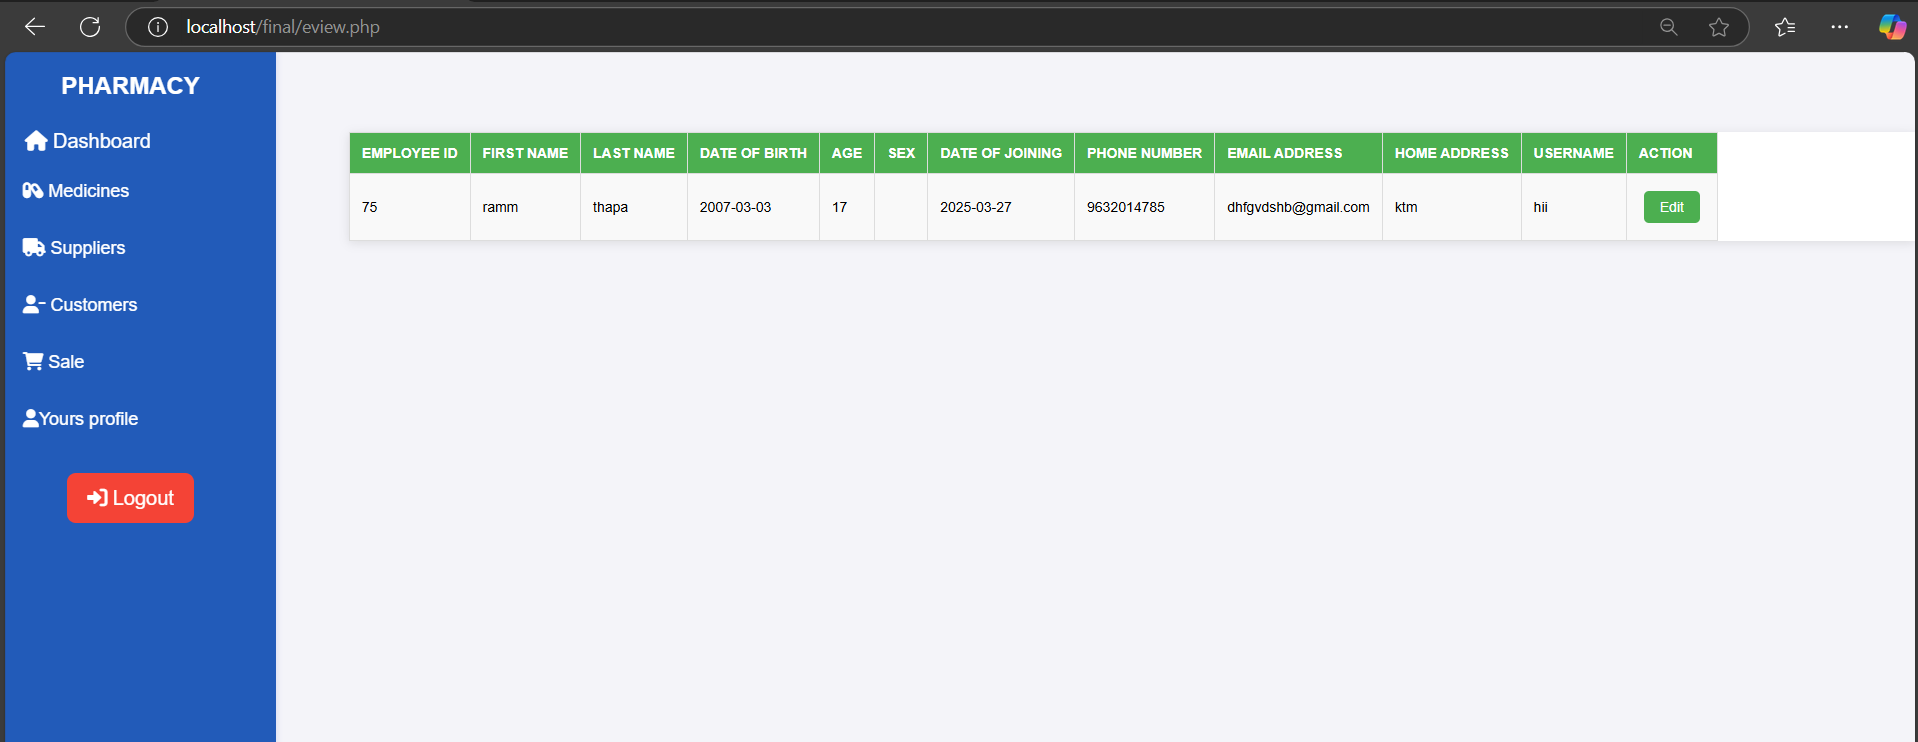 localhost/final/eview.php
PHARMACY
Dashboard
Medicines
Suppliers
Customers
Sale
Yours profile
Logout
EMPLOYEE ID FIRST NAME LAST NAME DATE OF BIRTH AGE SEX DATE OF JOINING PHONE NUMBER EMAIL ADDRESS HOME ADDRESS USERNAME ACTION
75 ramm thapa 2007-03-03 17 2025-03-27 9632014785 dhfgvdshb@gmail.com ktm hii Edit